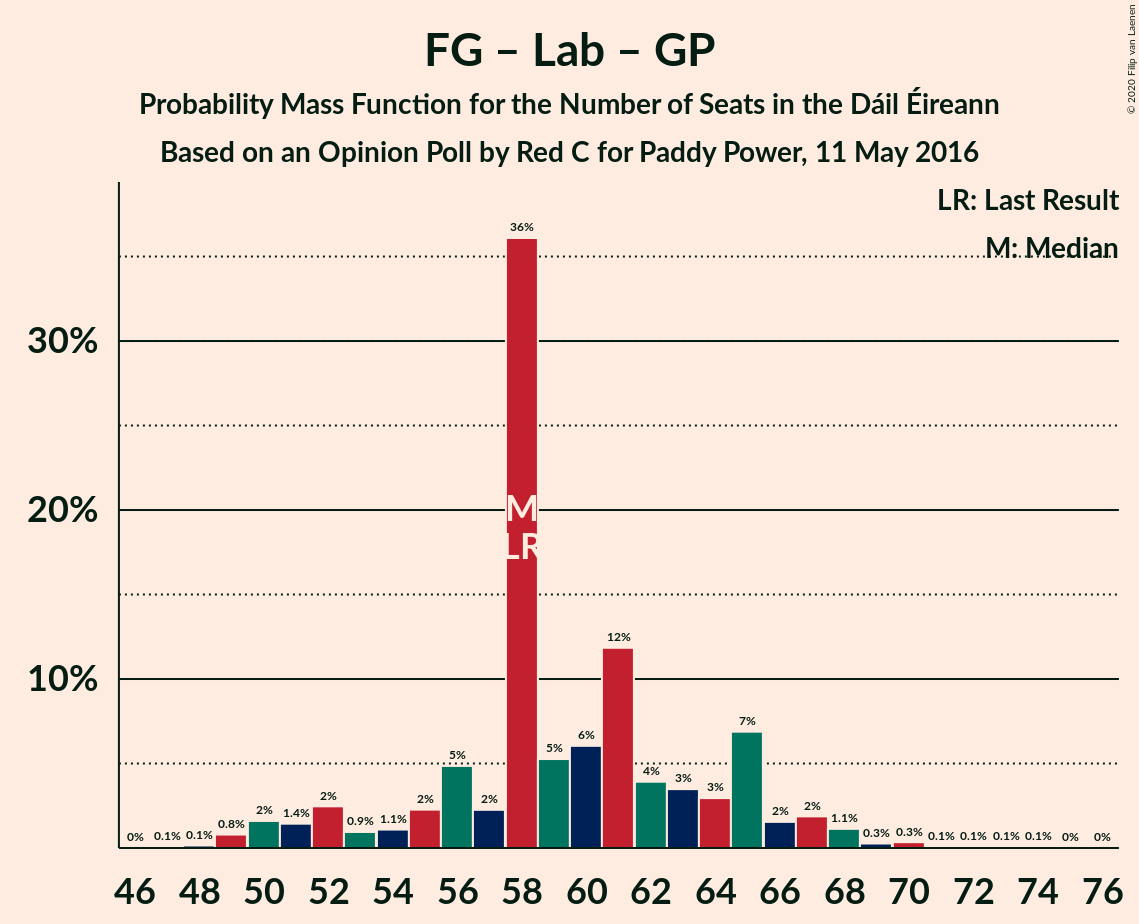 FG – Lab – GP
Probability Mass Function for the Number of Seats in the Dáil Éireann
Based on an Opinion Poll by Red C for Paddy Power, 11 May 2016
© 2020 Filip van Laenen
LR: Last Result
M: Median
30%
20%
10%
0% 0.1% 0.1% 0.8% 2% 1.4% 2% 0.9% 1.1% 2% 5% 2% 36% 5% 6% 12% 4% 3% 3% 7% 2% 2% 1.1% 0.3% 0.3% 0.1% 0.1% 0.1% 0.1% 0% 0%
M
LR
46 48 50 52 54 56 58 60 62 64 66 68 70 72 74 76